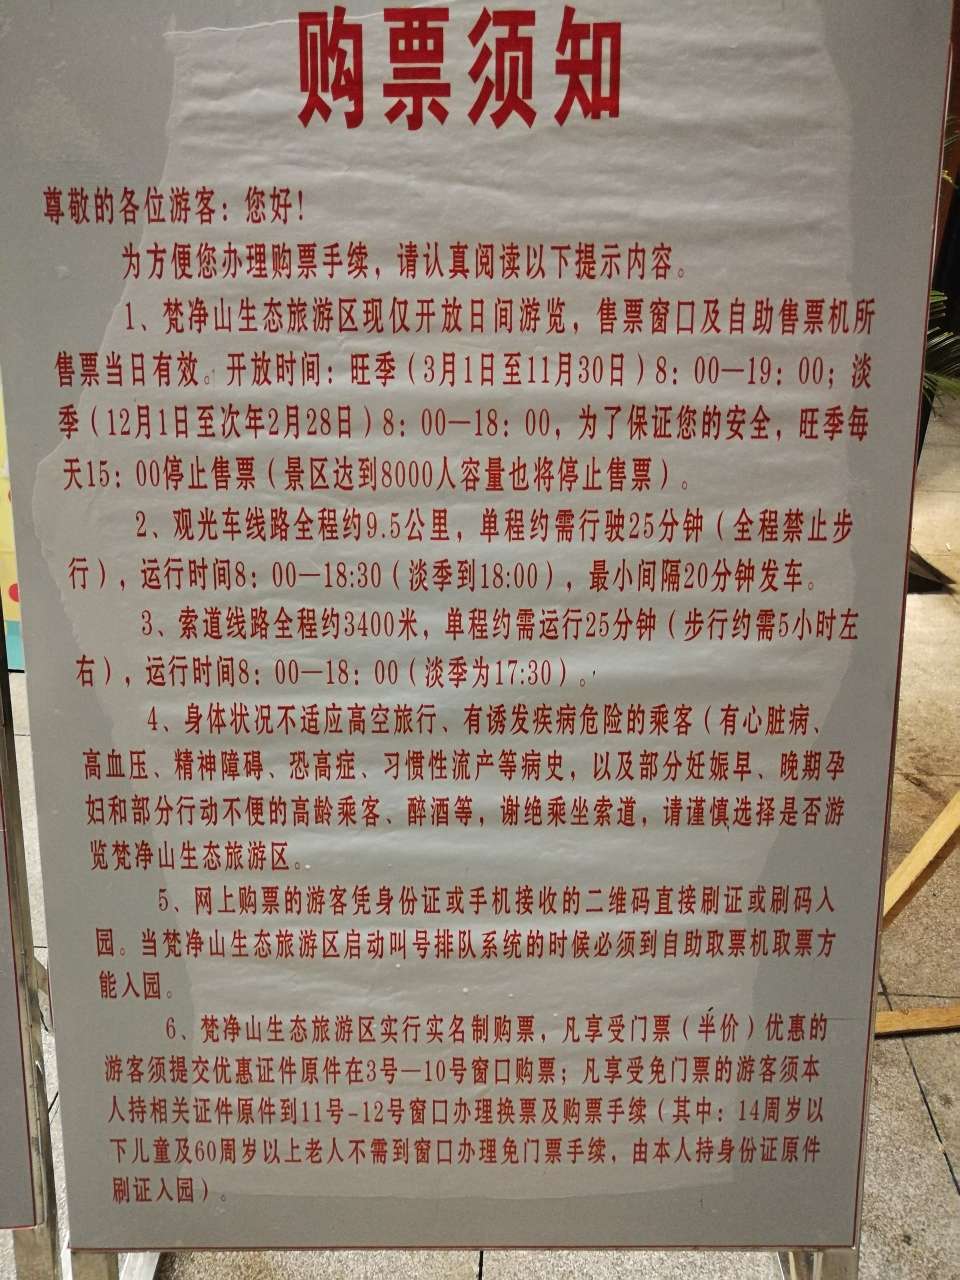 购票须知
尊敬的各位游客：您好！
为方便您办理购票手续，请认真阅读以下提示内容。
1、梵净山生态旅游区现仅开放日间游览，售票窗口及自助售票机所
售票当日有效。开放时间：旺季（3月1日至11月30日）8：00—19：00；淡
季（12月1日至次年2月28日）8：00—18：00，为了保证您的安全，旺季每
天15：00停止售票（景区达到8000人容量也将停止售票）。
2、观光车线路全程约9.5公里，单程约需行驶25分钟（全程禁止步
行），运行时间8：00—18:30（淡季到18:00），最小间隔20分钟发车。
3、索道线路全程约3400米，单程约需运行25分钟（步行约需5小时左
右），运行时间8：00—18：00（淡季为17:30）。
4、身体状况不适应高空旅行、有诱发疾病危险的乘客（有心脏病、
高血压、精神障碍、恐高症、习惯性流产等病史，以及部分妊娠早、晚期孕
妇和部分行动不便的高龄乘客、醉酒等，谢绝乘坐索道，请谨慎选择是否游
览梵净山生态旅游区。
5、网上购票的游客凭身份证或手机接收的二维码直接刷证或刷码入
园。当梵净山生态旅游区启动叫号排队系统的时候必须到自助取票机取票方
能入园。
6、梵净山生态旅游区实行实名制购票，凡享受门票（半价）优惠的
游客须提交优惠证件原件在3号—10号窗口购票；凡享受免门票的游客须本
人持相关证件原件到11号-12号窗口办理换票及购票手续（其中：14周岁以
下儿童及60周岁以上老人不需到窗口办理免门票手续，由本人持身份证原件
刷证入园）。